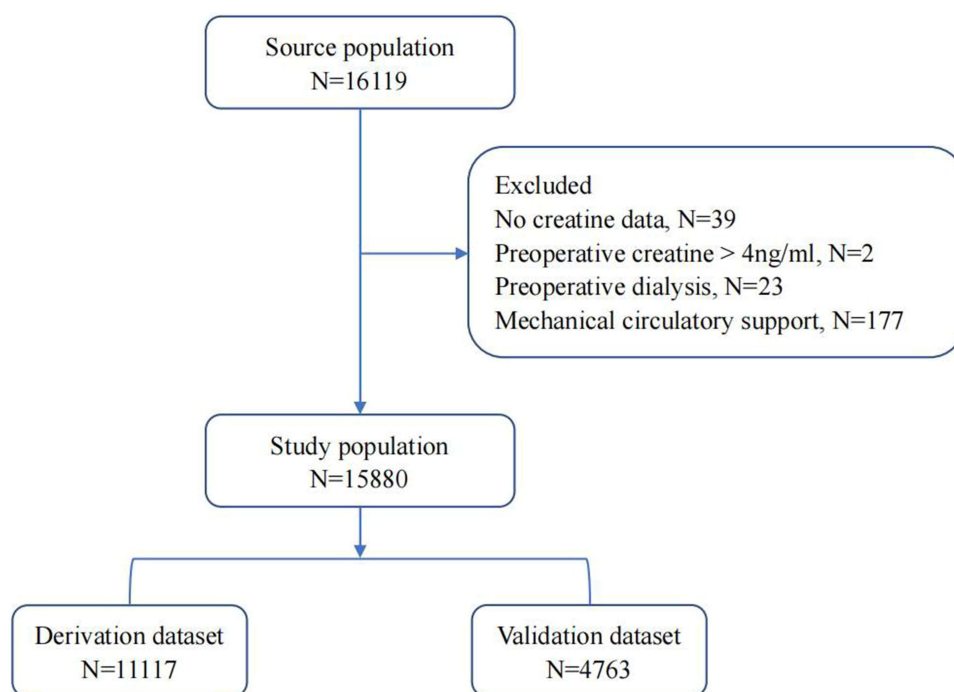 Source population
N=16119
Excluded
No creatine data, N=39
Preoperative creatine > 4ng/ml, N=2
Preoperative dialysis, N=23
Mechanical circulatory support, N=177
Study population
N=15880
Derivation dataset
N=11117
Validation dataset
N=4763